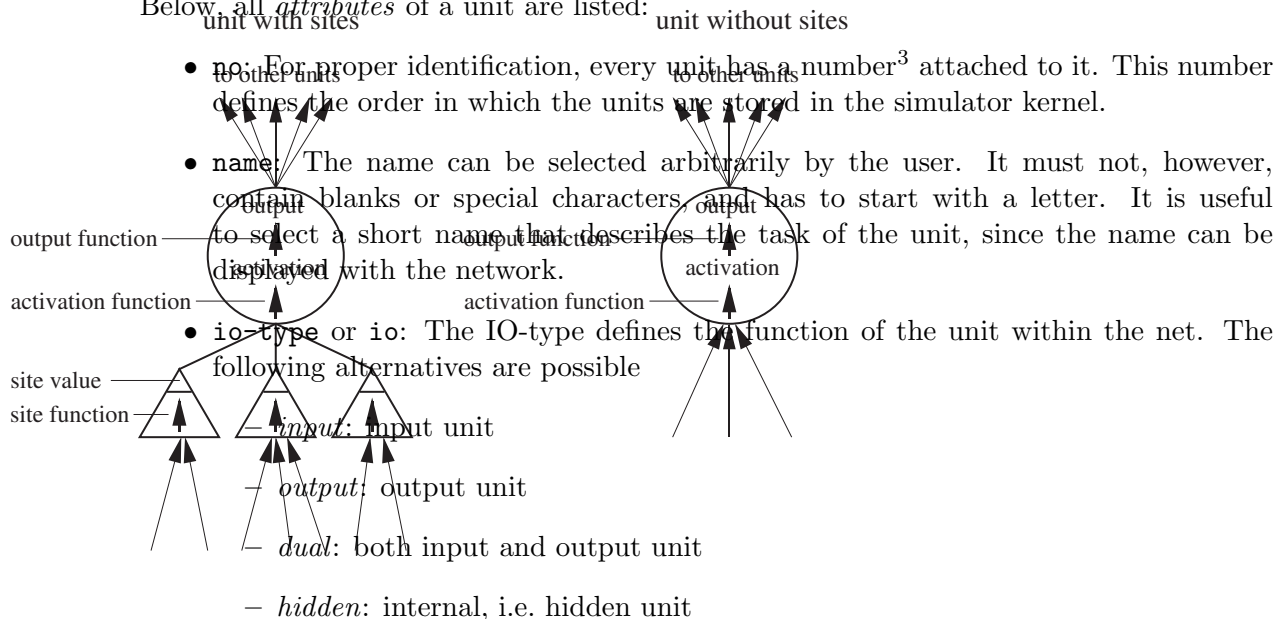 Below, all attributes of a unit are listed:
unit with sites
unit without sites
• no: For proper identification, every unit has a number3 attached to it. This number
to other units
to other units
defines the order in which the units are stored in the simulator kernel.
• name: The name can be selected arbitrarily by the user. It must not, however,
contain blanks or special characters, and has to start with a letter. It is useful
output
output
to select a short name that describes the task of the unit, since the name can be
output function
output function
displayed with the network.
activation
activation
activation function
activation function
• io-type or io: The IO-type defines the function of the unit within the net. The
following alternatives are possible
site value
site function
– input: input unit
– output: output unit
– dual: both input and output unit
– hidden: internal, i.e. hidden unit